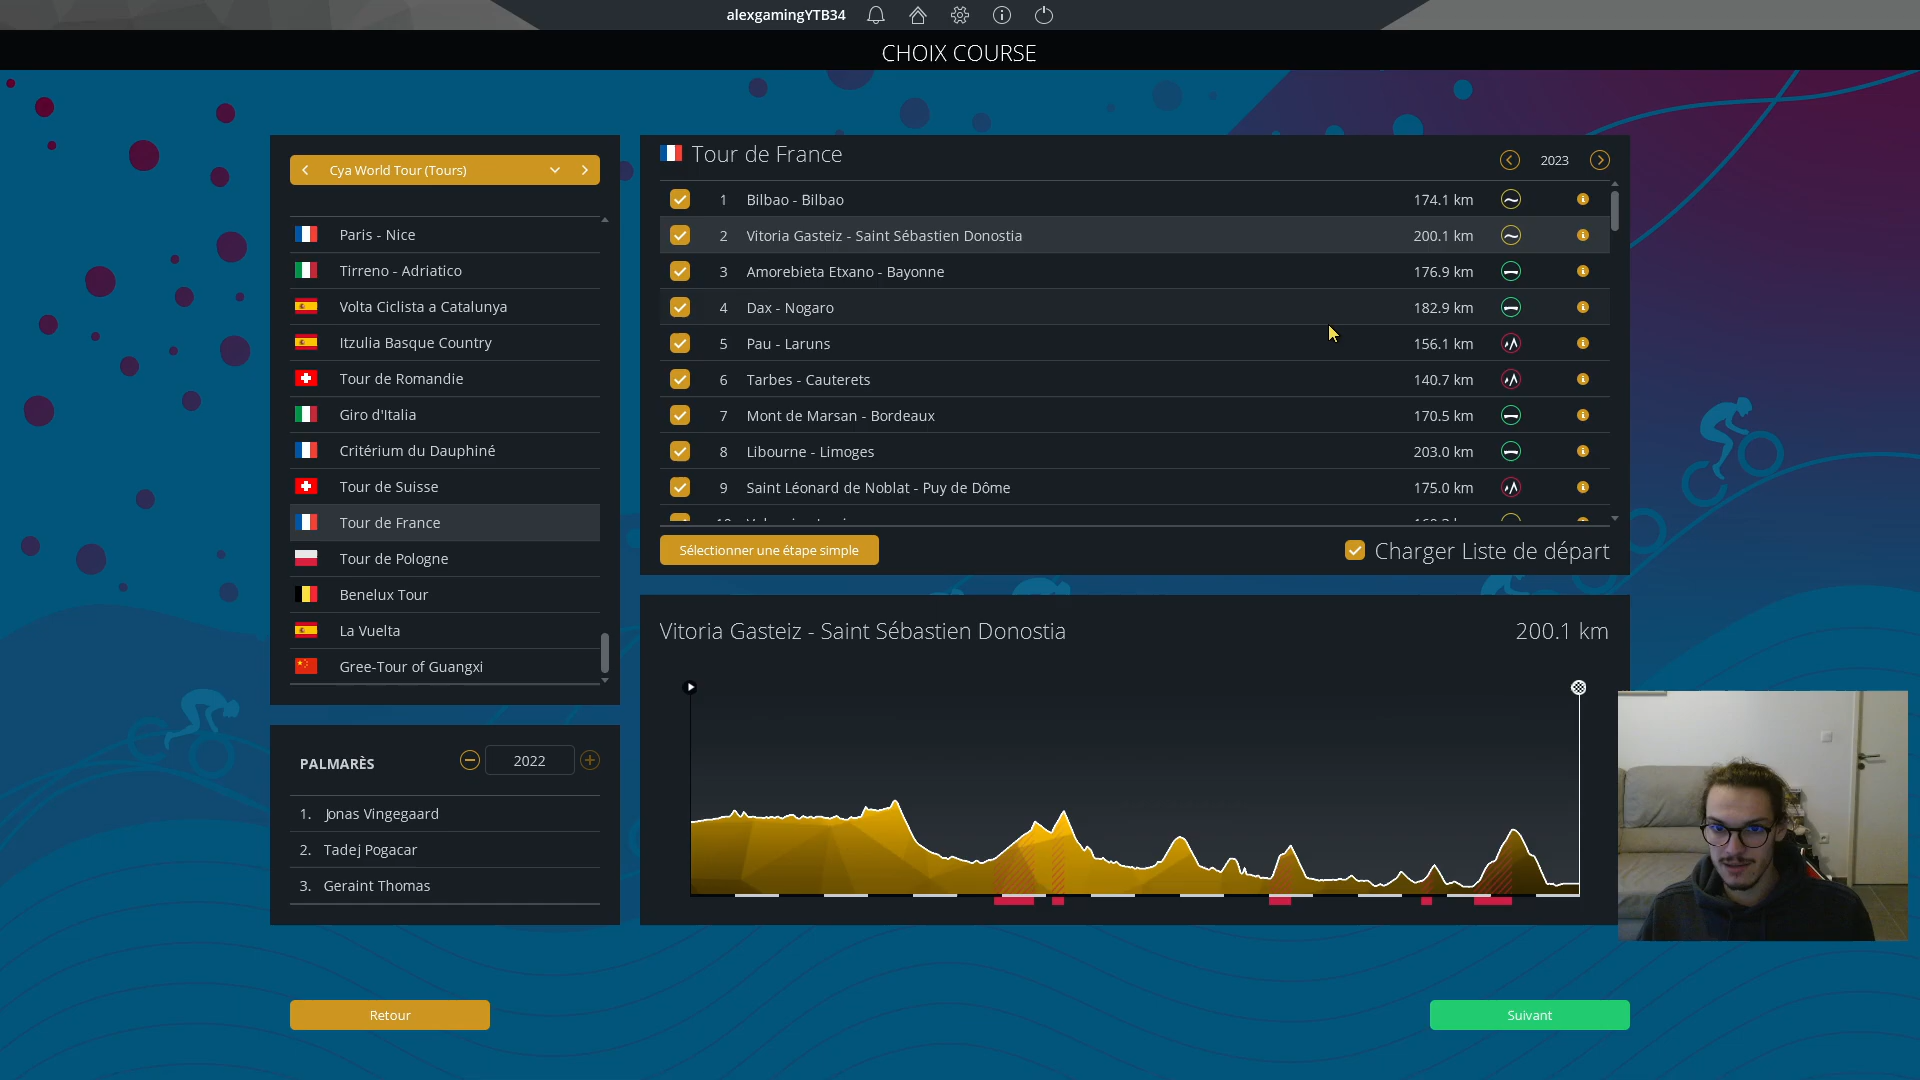 alexgamingYTB34
CHOIX COURSE
Cya World Tour (Tours)
Paris - Nice
Tirreno - Adriatico
Volta Ciclista a Catalunya
Itzulia Basque Country
Tour de Romandie
Giro d'Italia
Critérium du Dauphiné
Tour de Suisse
Tour de France
Tour de Pologne
Benelux Tour
La Vuelta
Gree-Tour of Guangxi
PALMARÈS 2022
1. Jonas Vingegaard
2. Tadej Pogacar
3. Geraint Thomas
Tour de France 2023
1 Bilbao - Bilbao 174.1 km
2 Vitoria Gasteiz - Saint Sébastien Donostia 200.1 km
3 Amorebieta Etxano - Bayonne 176.9 km
4 Dax - Nogaro 182.9 km
5 Pau - Laruns 156.1 km
6 Tarbes - Cauterets 140.7 km
7 Mont de Marsan - Bordeaux 170.5 km
8 Libourne - Limoges 203.0 km
9 Saint Léonard de Noblat - Puy de Dôme 175.0 km
Sélectionner une étape simple
Charger Liste de départ
Vitoria Gasteiz - Saint Sébastien Donostia 200.1 km
Retour
Suivant